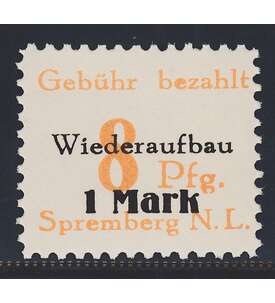 Gebühr bezahlt
Wiederaufbau
8 Pfg.
1 Mark
Spremberg N. L.